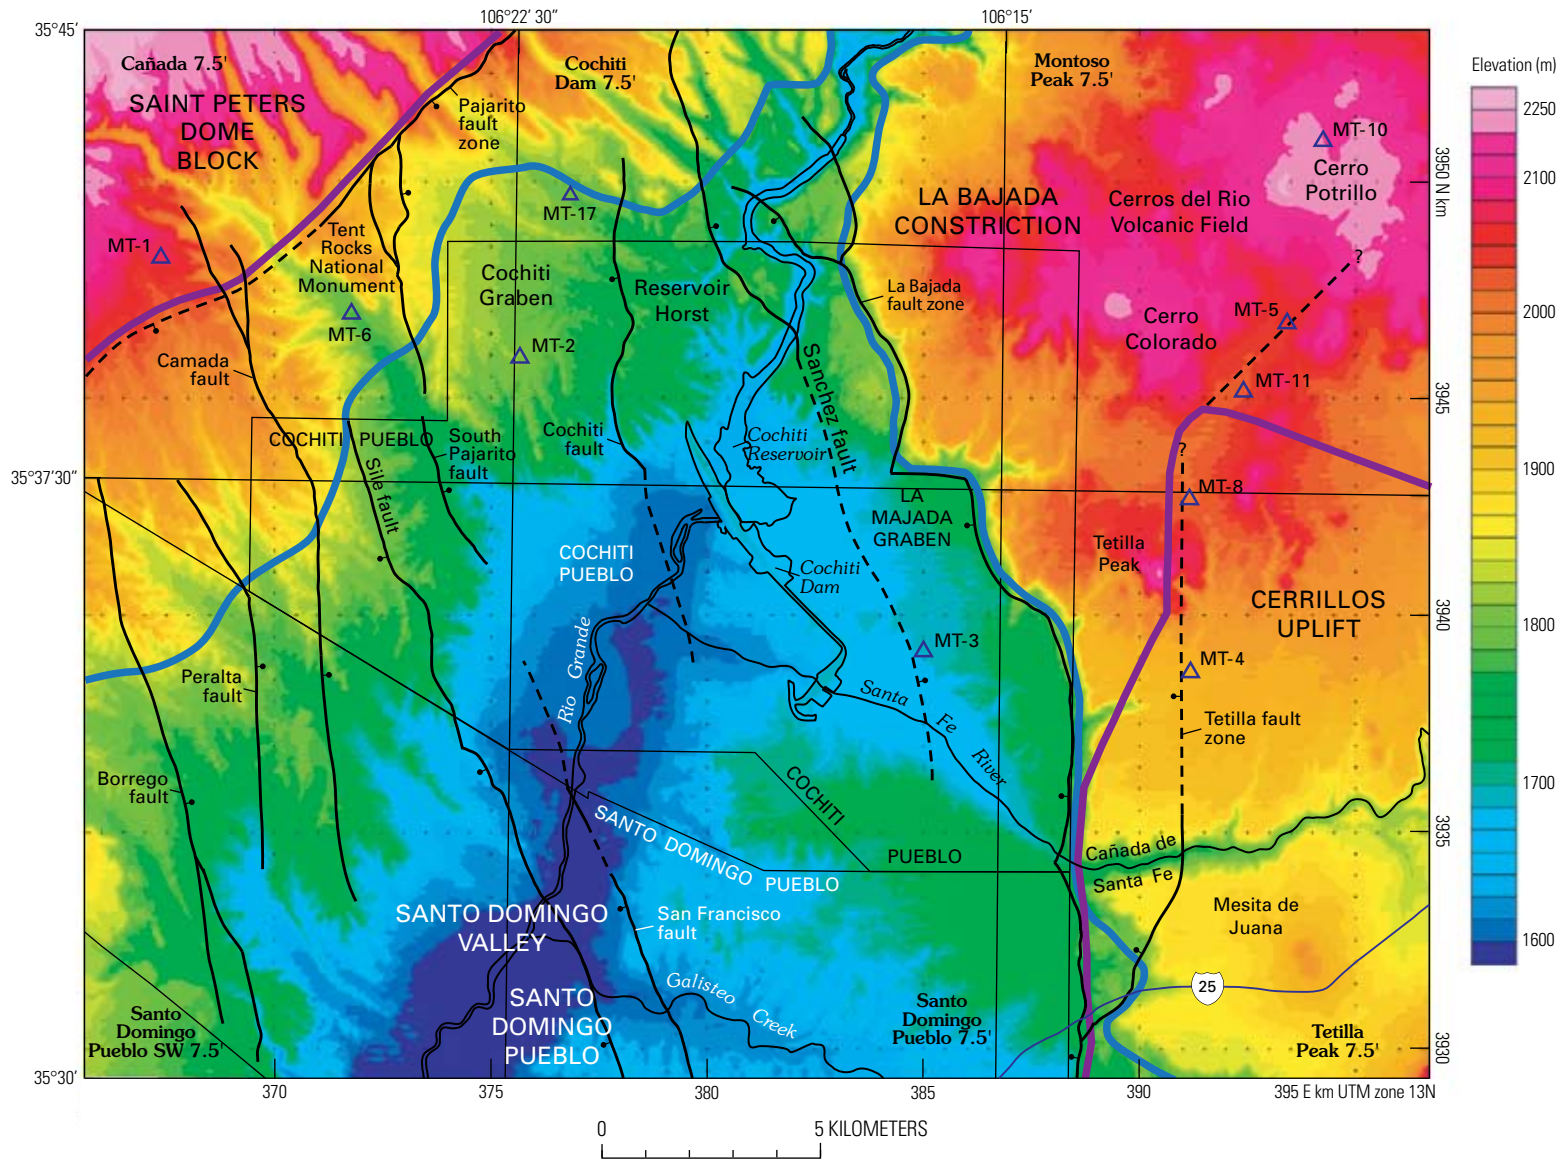 106°22' 30"
106°15'
35°45'
Cañada 7.5'
SAINT PETERS
DOME
BLOCK
Pajarito
fault
zone
Cochiti
Dam 7.5'
Montoso
Peak 7.5'
Elevation (m)
2250
2100
2000
1900
1800
1700
1600
MT-10
Cerro
Potrillo
3950 N km
LA BAJADA
CONSTRICTION
Cerros del Rio
Volcanic Field
MT-17
MT-1
Tent
Rocks
National
Monument
MT-6
Cochiti
Graben
Reservoir
Horst
La Bajada
fault zone
?
MT-5
Cerro
Colorado
MT-2
Camada
fault
Sanchez fault
MT-11
3945
COCHITI PUEBLO
South
Pajarito
fault
Cochiti
fault
Cochiti
Reservoir
?
35°37'30"
Sile fault
LA
MAJADA
GRABEN
MT-8
COCHITI
PUEBLO
Cochiti
Dam
Tetilla
Peak
CERRILLOS
UPLIFT
3940
Rio Grande
MT-3
MT-4
Peralta
fault
Santa Fe River
Tetilla fault
zone
Borrego
fault
COCHITI
PUEBLO
SANTO DOMINGO PUEBLO
Cañada de
Santa Fe
3935
SANTO DOMINGO
VALLEY
San Francisco
fault
Mesita de
Juana
Galisteo Creek
25
SANTO
DOMINGO
PUEBLO
Santo
Domingo
Pueblo SW 7.5'
Santo
Domingo
Pueblo 7.5'
Tetilla
Peak 7.5'
3930
35°30'
370
375
380
385
390
395 E km UTM zone 13N
0
5 KILOMETERS